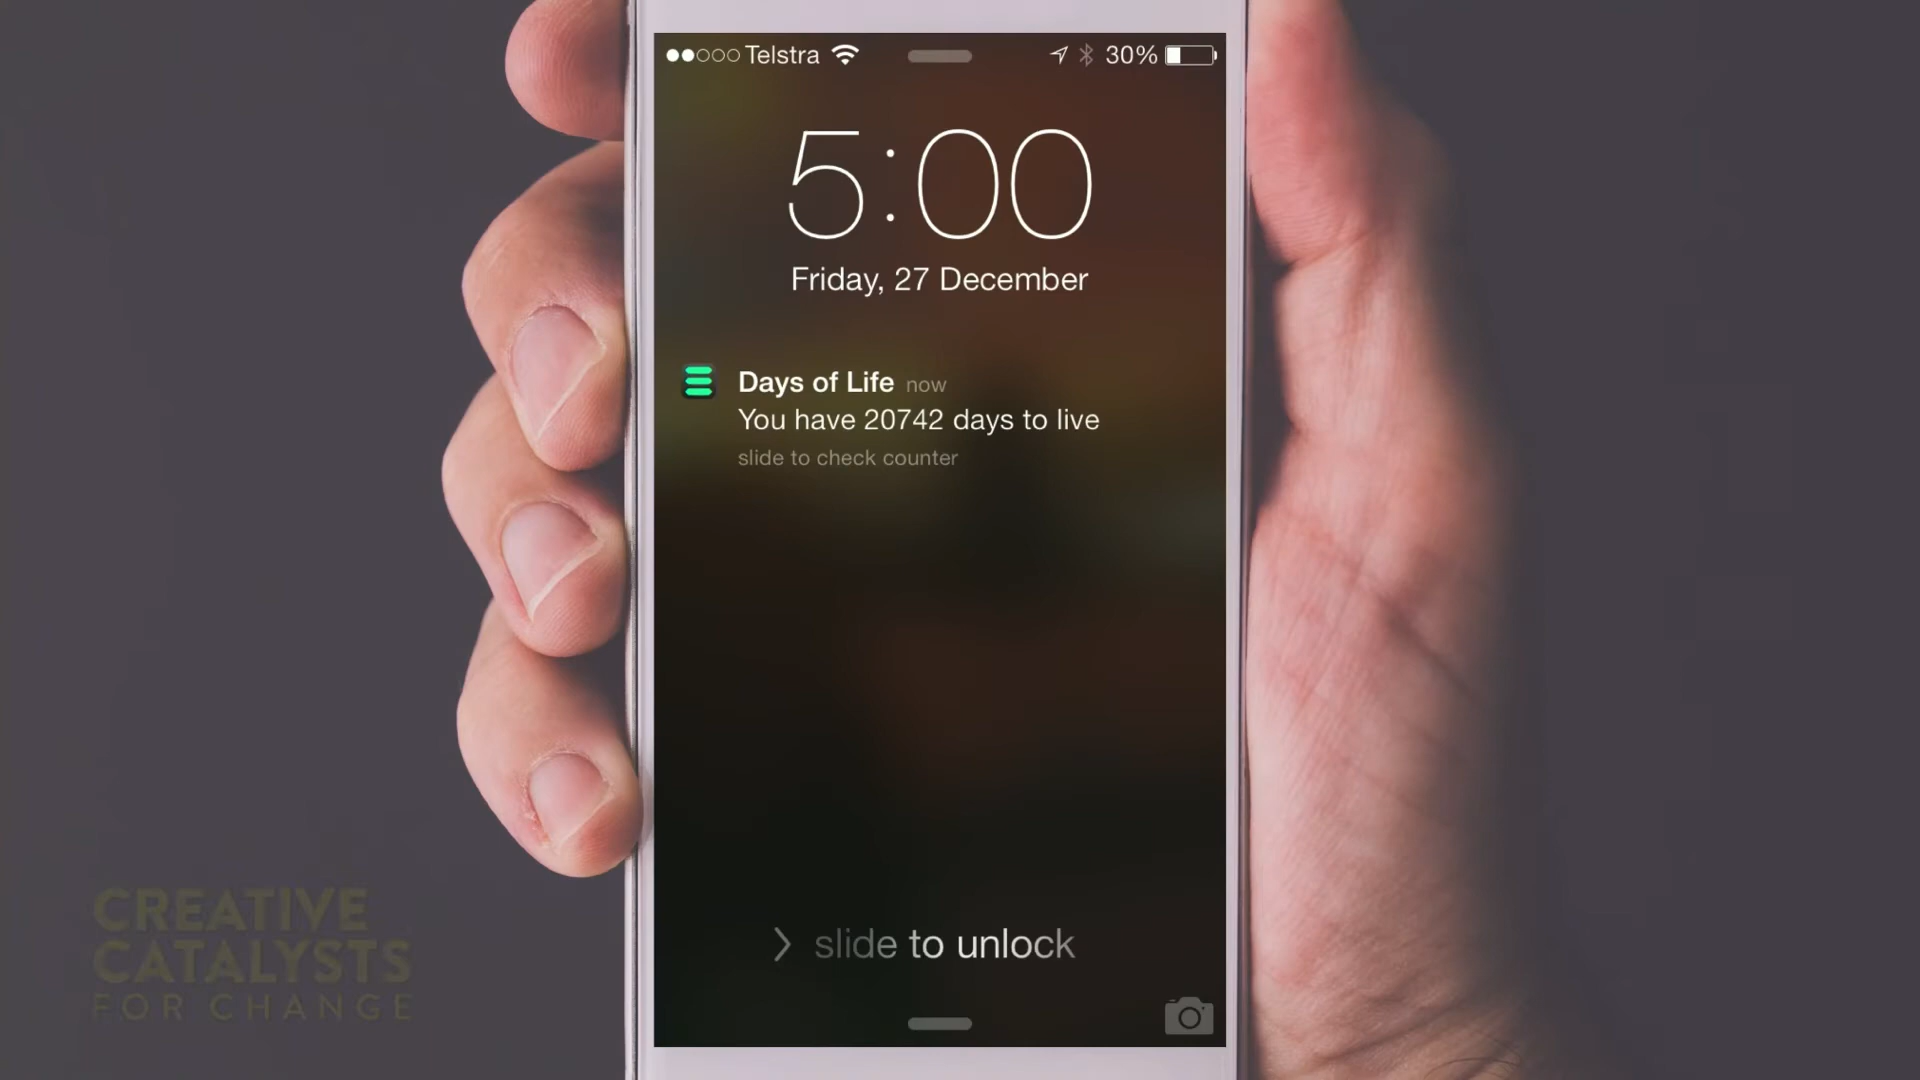 Telstra 30%
5:00
Friday, 27 December
Days of Life now
You have 20742 days to live
slide to check counter
slide to unlock
CREATIVE
CATALYSTS
FOR CHANGE